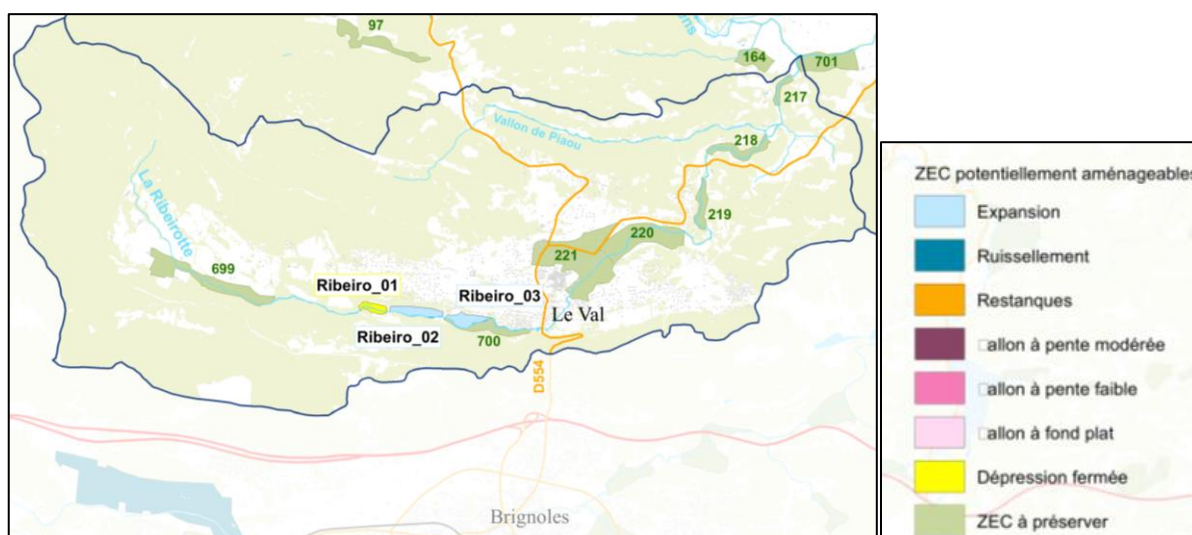 97
ns
164
701
217
Vallon de Piaou
218
La Ribeirotte
219
220
221
699
Ribeiro_01
Ribeiro_03
Le Val
Ribeiro_02
700
D554
Brignoles
ZEC potentiellement aménageables
Expansion
Ruissellement
Restanques
□allon à pente modérée
□allon à pente faible
□allon à fond plat
Dépression fermée
ZEC à préserver